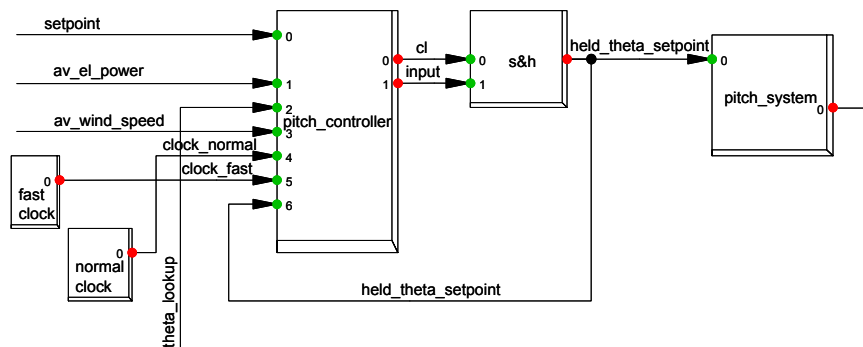 setpoint
0
av_el_power
1
2
av_wind_speed
3
pitch_controller
clock_normal
4
clock_fast
5
6
0
cl
0
1
input
1
s&h
held_theta_setpoint
0
pitch_system
0
0
fast
clock
0
normal
clock
theta_lookup
held_theta_setpoint